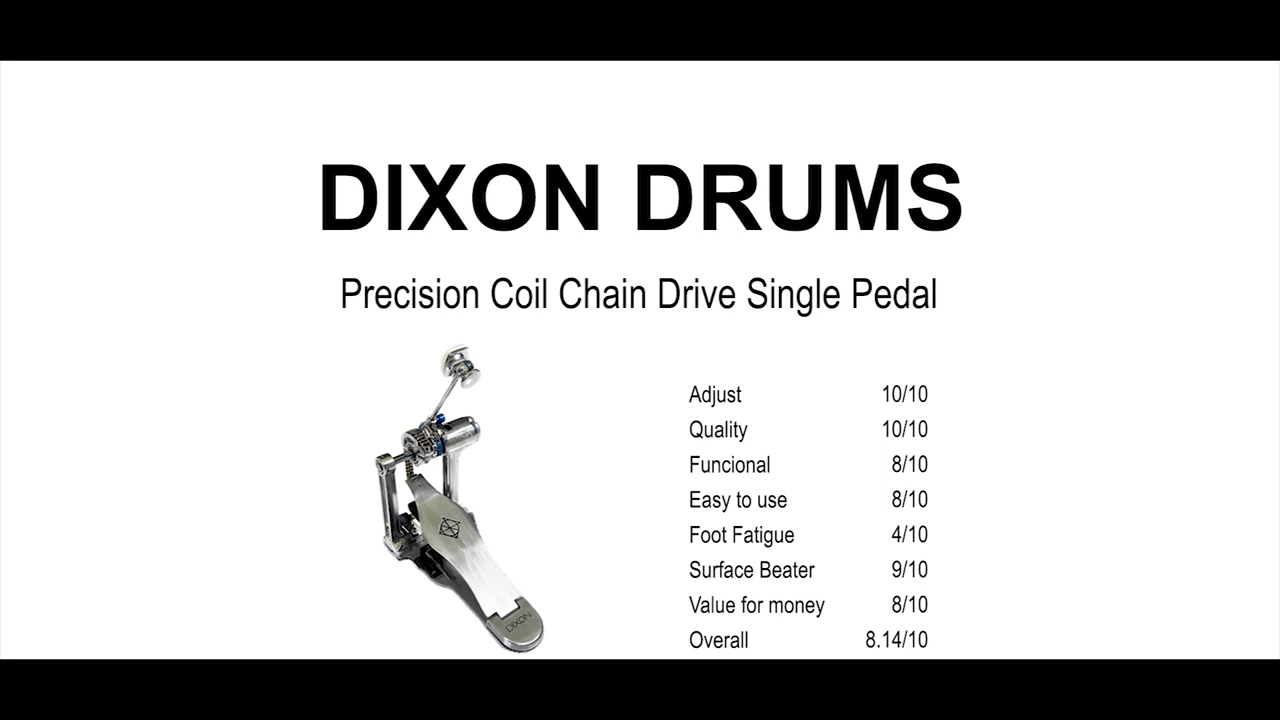 DIXON DRUMS
Precision Coil Chain Drive Single Pedal
Adjust 10/10
Quality 10/10
Funcional 8/10
Easy to use 8/10
Foot Fatigue 4/10
Surface Beater 9/10
Value for money 8/10
Overall 8.14/10
DIXON